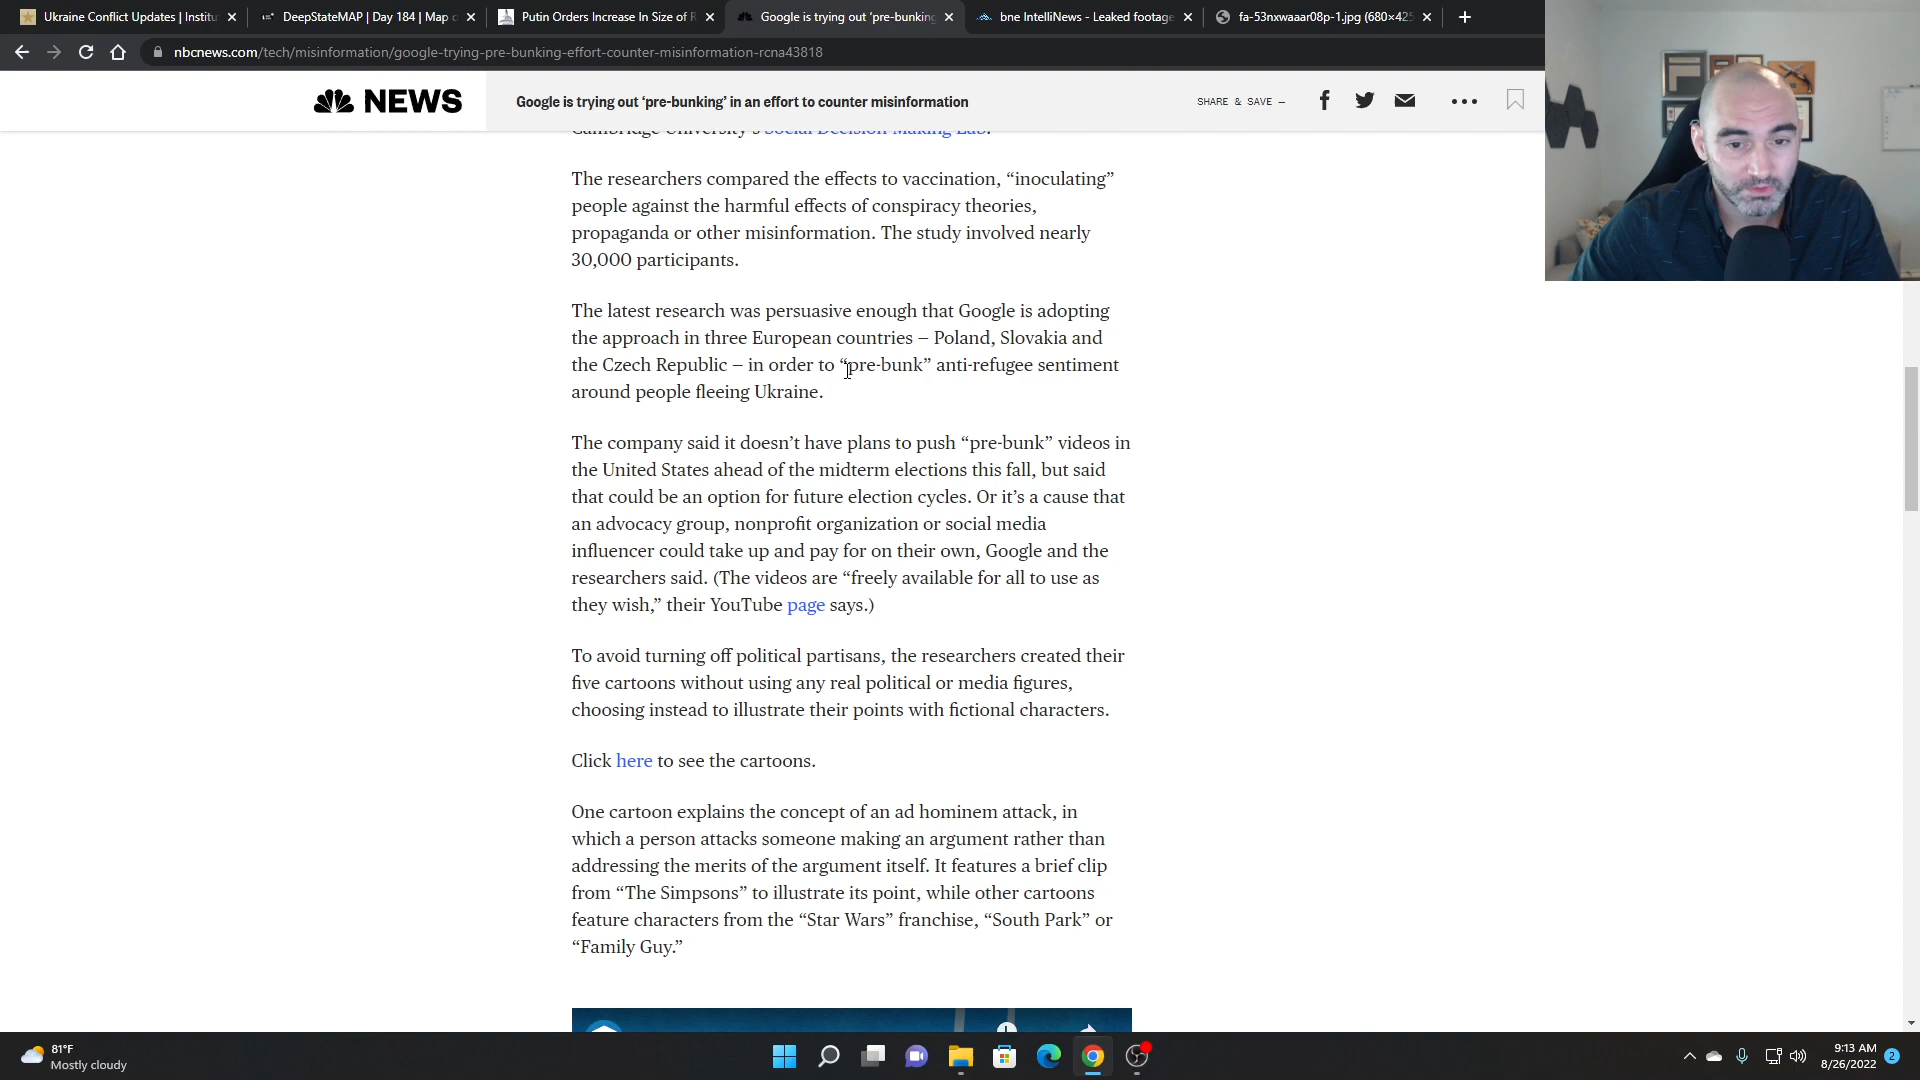 Ukraine Conflict Updates | Institu
DeepStateMAP | Day 184 | Map o
Putin Orders Increase In Size of R
Google is trying out 'pre-bunking
bne IntelliNews - Leaked footage
fa-53nxwaaar08p-1.jpg (680×425
nbcnews.com/tech/misinformation/google-trying-pre-bunking-effort-counter-misinformation-rcna43818
NEWS
Google is trying out ‘pre-bunking’ in an effort to counter misinformation
SHARE & SAVE —
Cambridge University's Social Decision-Making Lab.
The researchers compared the effects to vaccination, “inoculating”
people against the harmful effects of conspiracy theories,
propaganda or other misinformation. The study involved nearly
30,000 participants.
The latest research was persuasive enough that Google is adopting
the approach in three European countries — Poland, Slovakia and
the Czech Republic — in order to “pre-bunk” anti-refugee sentiment
around people fleeing Ukraine.
The company said it doesn’t have plans to push “pre-bunk” videos in
the United States ahead of the midterm elections this fall, but said
that could be an option for future election cycles. Or it’s a cause that
an advocacy group, nonprofit organization or social media
influencer could take up and pay for on their own, Google and the
researchers said. (The videos are “freely available for all to use as
they wish,” their YouTube page says.)
To avoid turning off political partisans, the researchers created their
five cartoons without using any real political or media figures,
choosing instead to illustrate their points with fictional characters.
Click here to see the cartoons.
One cartoon explains the concept of an ad hominem attack, in
which a person attacks someone making an argument rather than
addressing the merits of the argument itself. It features a brief clip
from “The Simpsons” to illustrate its point, while other cartoons
feature characters from the “Star Wars” franchise, “South Park” or
“Family Guy.”
81°F
Mostly cloudy
9:13 AM
8/26/2022
2